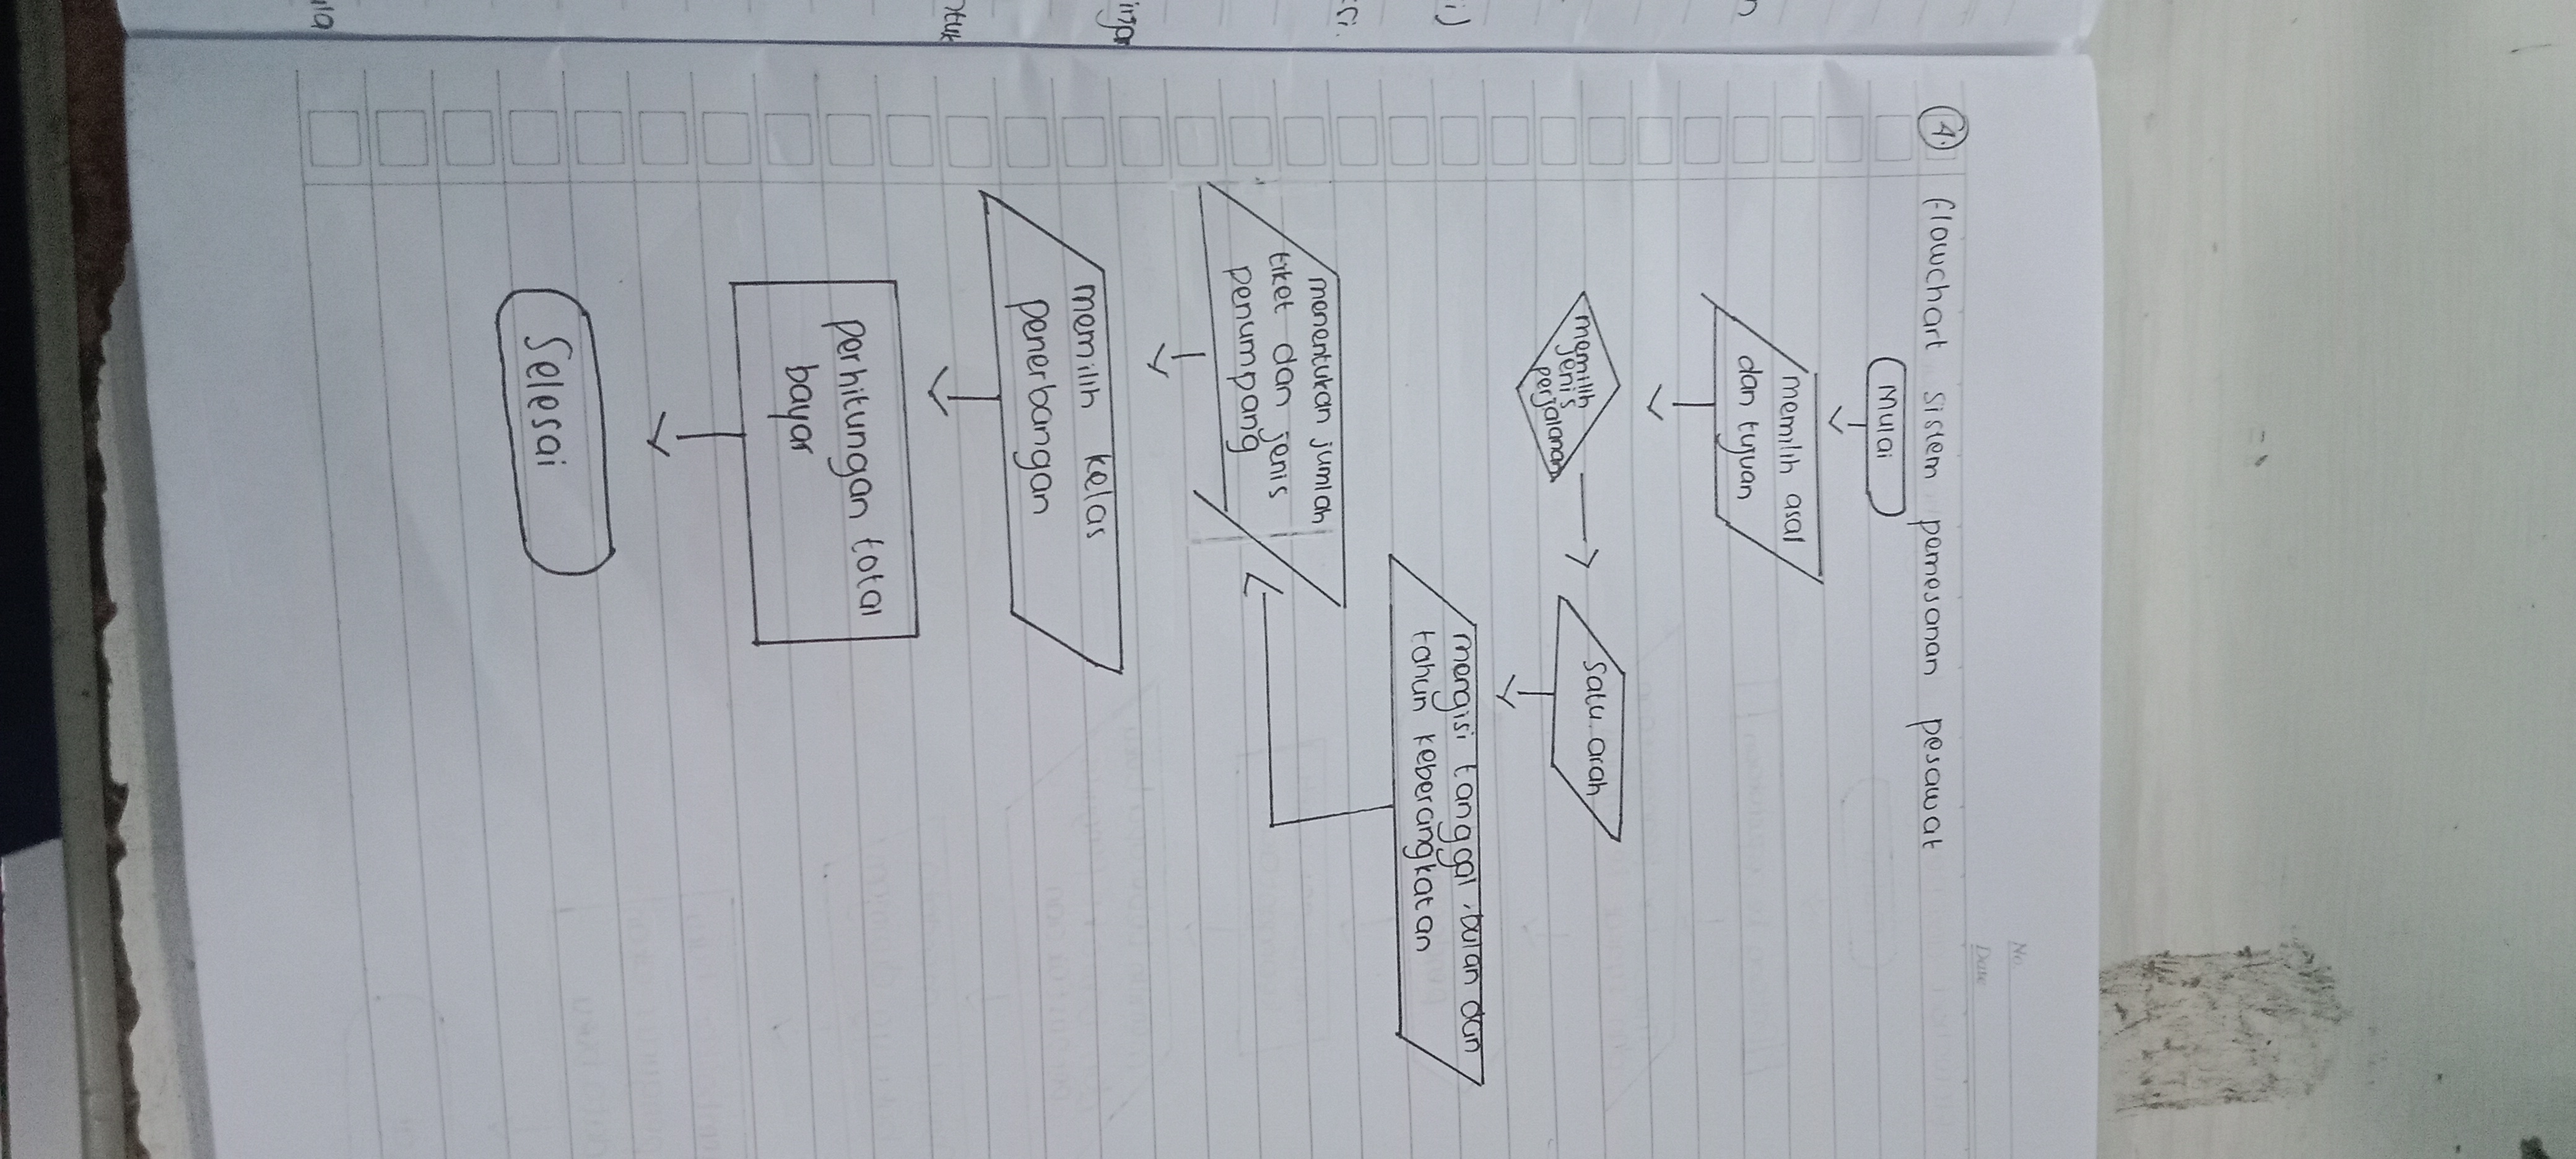 No.
Date
4. flowchart sistem pemesanan pesawat
Mulai
memilih asal
dan tujuan
memilih
jenis
perjalanan
satu arah
mengisi tanggal, bulan dan
tahun keberangkatan
menentukan jumlah
tiket dan jenis
penumpang
memilih kelas
penerbangan
perhitungan total
bayar
Selesai